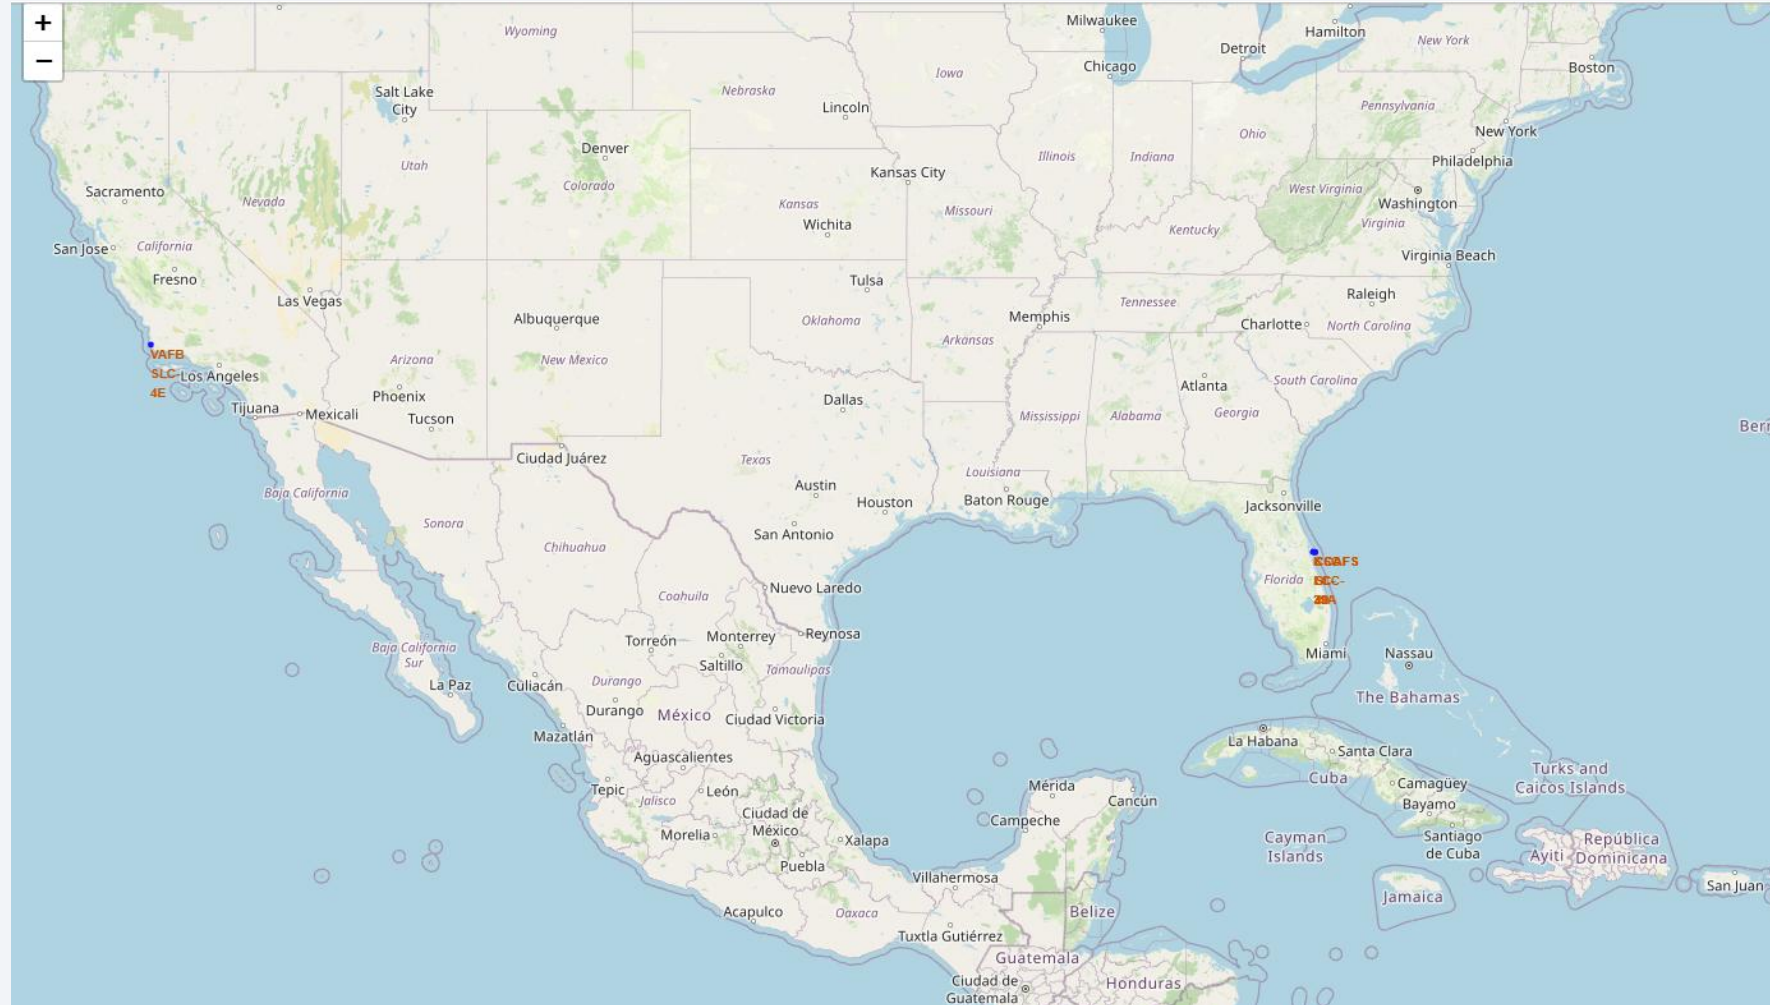 +
−
Wyoming
Milwaukee
Hamilton
New York
Detroit
Chicago
Boston
Iowa
Salt Lake
City
Nebraska
Lincoln
Pennsylvania
New York
Ohio
Denver
Philadelphia
Illinois
Indiana
Utah
Colorado
Kansas City
West Virginia
Sacramento
Nevada
Kansas
Missouri
Washington
Wichita
Kentucky
Virginia
San Jose
California
Virginia Beach
Fresno
Tulsa
Las Vegas
Raleigh
Tennessee
Albuquerque
Oklahoma
Memphis
Charlotte
North Carolina
Arkansas
VAFB
SLC-
4E
Los Angeles
Arizona
New Mexico
South Carolina
Atlanta
Phoenix
Dallas
Tijuana
Mexicali
Tucson
Mississippi
Alabama
Georgia
Ciudad Juárez
Texas
Louisiana
Baja California
Austin
Houston
Baton Rouge
Jacksonville
Sonora
San Antonio
Chihuahua
Florida
Nuevo Laredo
Coahuila
Torreón
Monterrey
Reynosa
Baja California
Sur
Saltillo
Tamaulipas
Miami
Nassau
La Paz
Culiacán
Durango
The Bahamas
Durango
México
Ciudad Victoria
Mazatlán
La Habana
Santa Clara
Aguascalientes
Cuba
Turks and
Caicos Islands
Tepic
León
Jalisco
Mérida
Cancún
Camagüey
Bayamo
Ciudad de
México
Campeche
Morelia
Xalapa
Cayman
Islands
Santiago
de Cuba
República
Dominicana
Ayiti
Puebla
Villahermosa
San Juan
Jamaica
Acapulco
Oaxaca
Belize
Tuxtla Gutiérrez
Guatemala
Ciudad de
Guatemala
Honduras